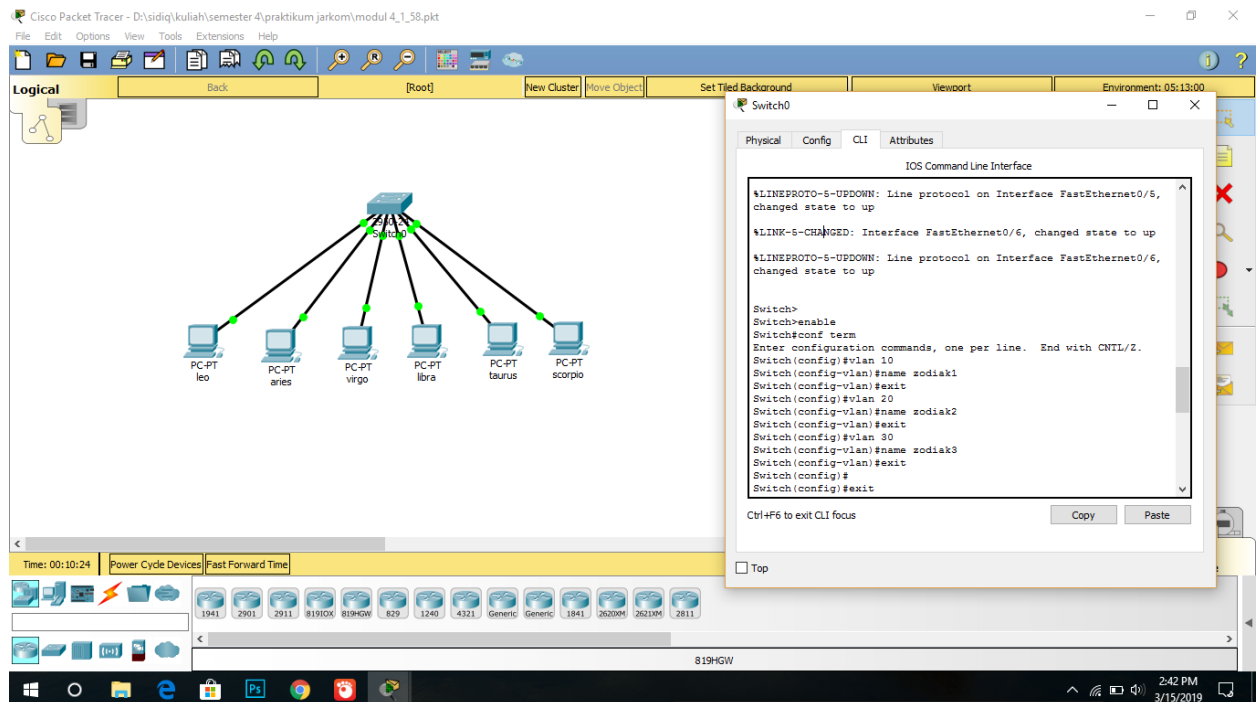 Cisco Packet Tracer - D:\sidiq\kuliah\semester 4\praktikum jarkom\modul 4_1_58.pkt
File Edit Options View Tools Extensions Help
Logical Back [Root] New Cluster Move Object Set Tiled Background Viewport Environment: 05:13:00
Switch0
Physical Config CLI Attributes
IOS Command Line Interface
%LINEPROTO-5-UPDOWN: Line protocol on Interface FastEthernet0/5,
changed state to up
%LINK-5-CHANGED: Interface FastEthernet0/6, changed state to up
%LINEPROTO-5-UPDOWN: Line protocol on Interface FastEthernet0/6,
changed state to up
Switch>
Switch>enable
Switch#conf term
Enter configuration commands, one per line. End with CNTL/Z.
Switch(config)#vlan 10
Switch(config-vlan)#name zodiak1
Switch(config-vlan)#exit
Switch(config)#vlan 20
Switch(config-vlan)#name zodiak2
Switch(config-vlan)#exit
Switch(config)#vlan 30
Switch(config-vlan)#name zodiak3
Switch(config-vlan)#exit
Switch(config)#
Switch(config)#exit
Ctrl+F6 to exit CLI focus Copy Paste
Top
2950-24
Switch0
PC-PT
leo
PC-PT
aries
PC-PT
virgo
PC-PT
libra
PC-PT
taurus
PC-PT
scorpio
Time: 00:10:24 Power Cycle Devices Fast Forward Time
1941 2901 2911 819IOX 819HGW 829 1240 4321 Generic Generic 1841 2620XM 2621XM 2811
819HGW
Ps
2:42 PM
3/15/2019